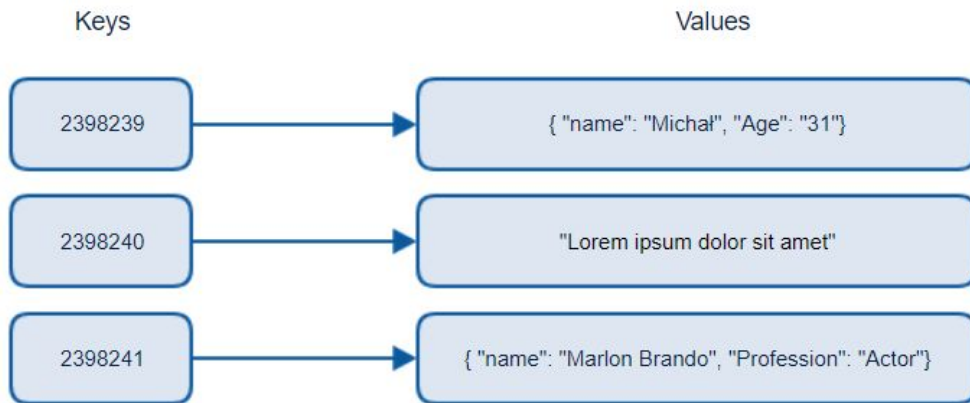 Keys Values
2398239 { "name": "Michał", "Age": "31"}
2398240 "Lorem ipsum dolor sit amet"
2398241 { "name": "Marlon Brando", "Profession": "Actor"}